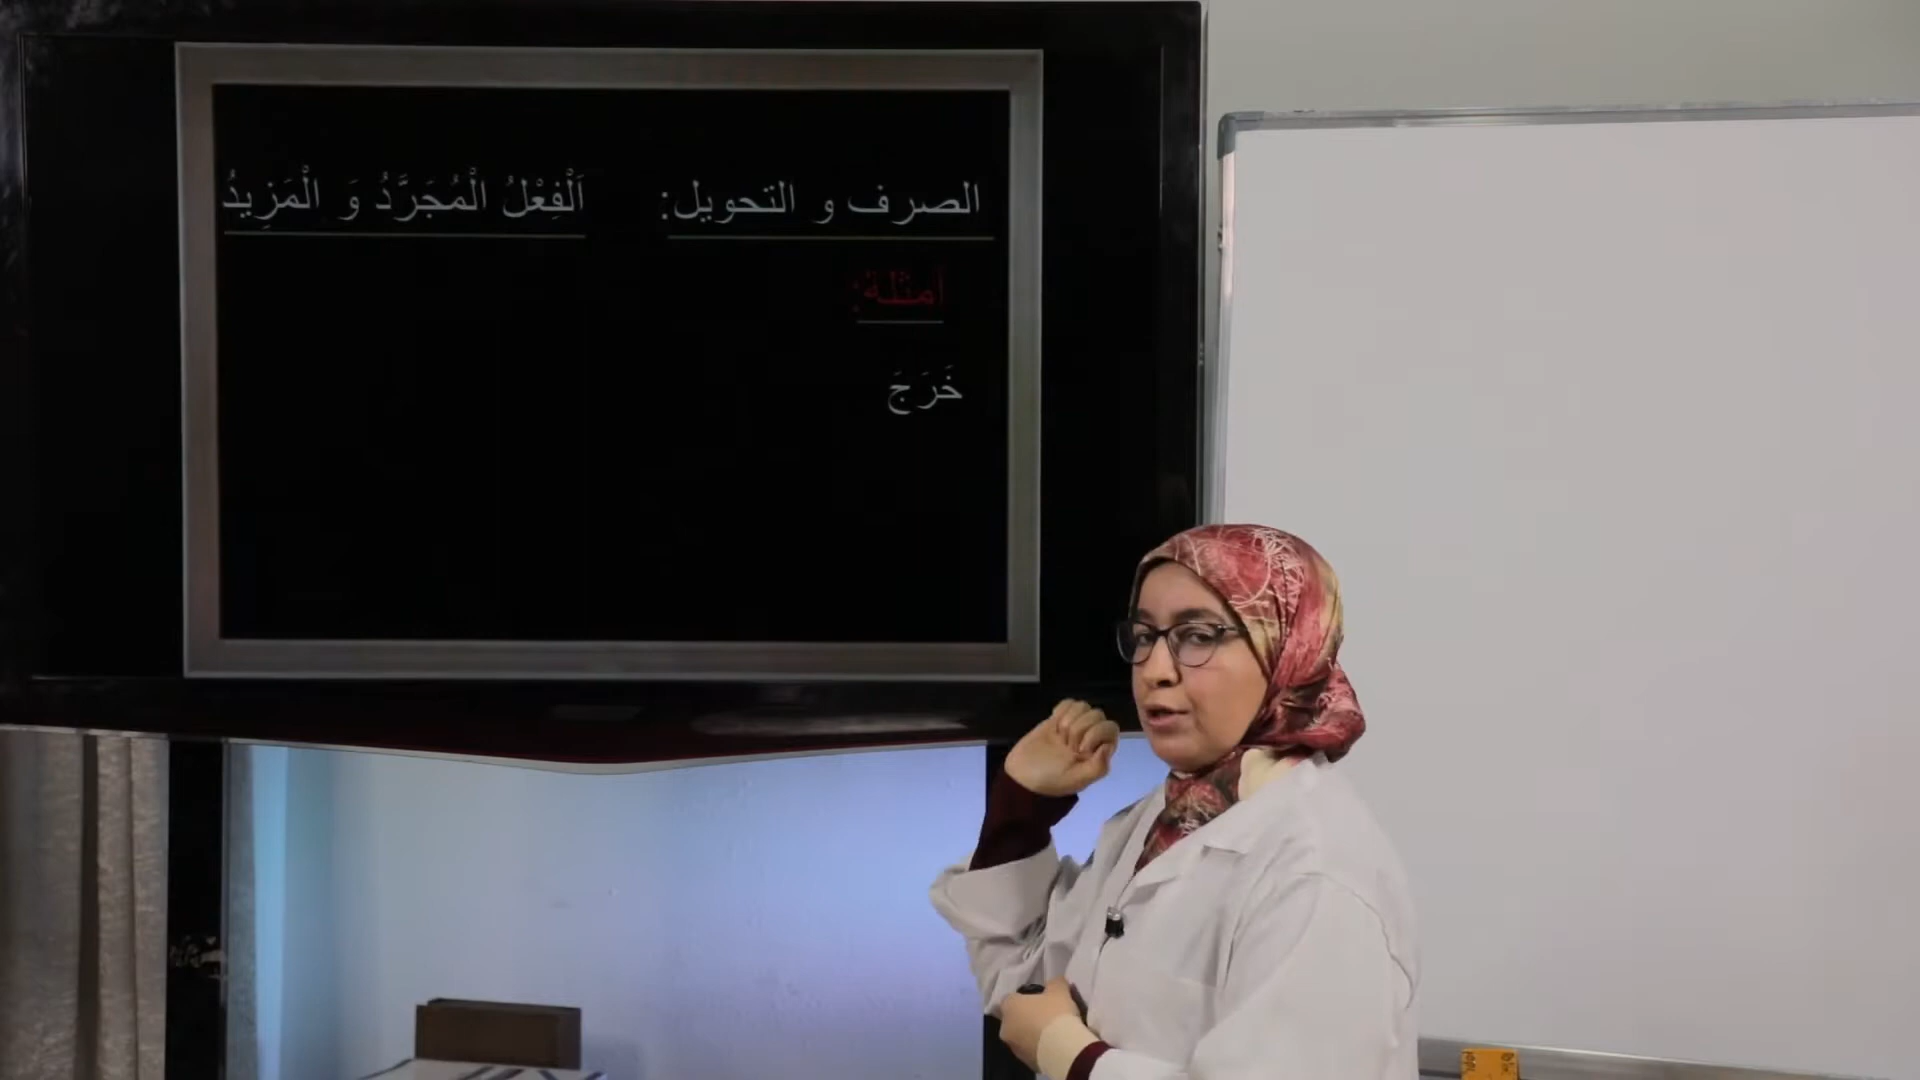 الصرف و التحويل: اَلْفِعْلُ الْمُجَرَّدُ وَ الْمَزِيدُ
أمثلة:
خَرَجَ